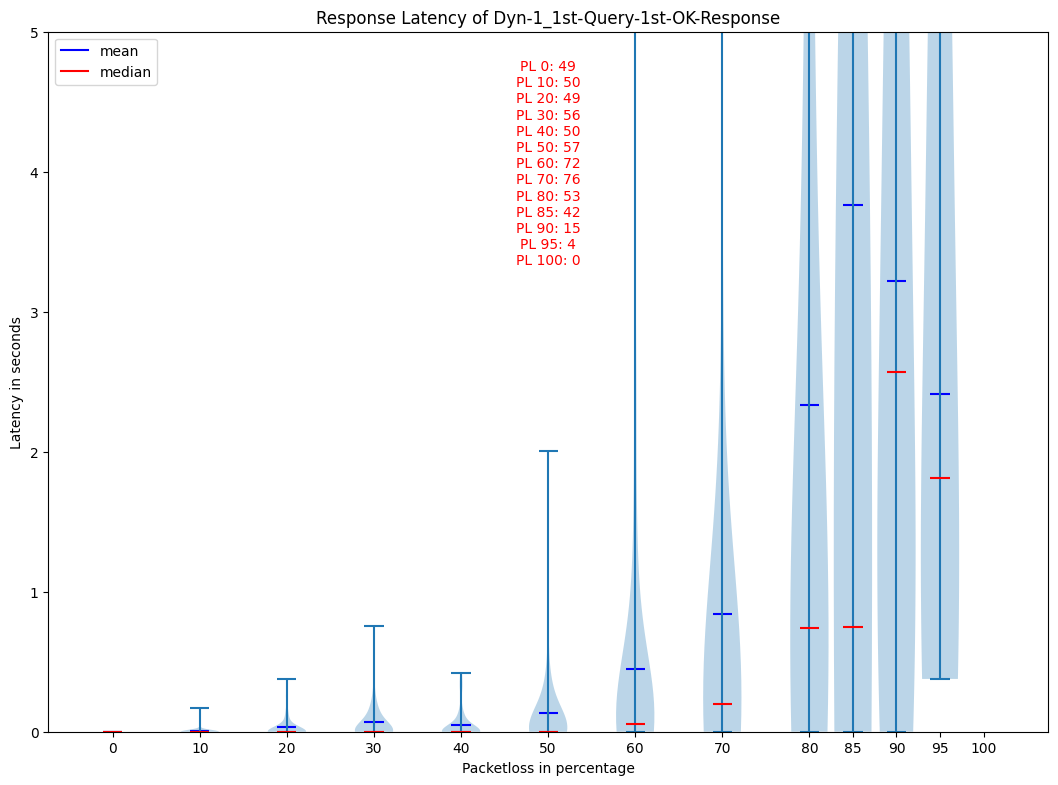 Response Latency of Dyn-1_1st-Query-1st-OK-Response
mean
median
PL 0: 49
PL 10: 50
PL 20: 49
PL 30: 56
PL 40: 50
PL 50: 57
PL 60: 72
PL 70: 76
PL 80: 53
PL 85: 42
PL 90: 15
PL 95: 4
PL 100: 0
Latency in seconds
5
4
3
2
1
0
0 10 20 30 40 50 60 70 80 85 90 95 100
Packetloss in percentage